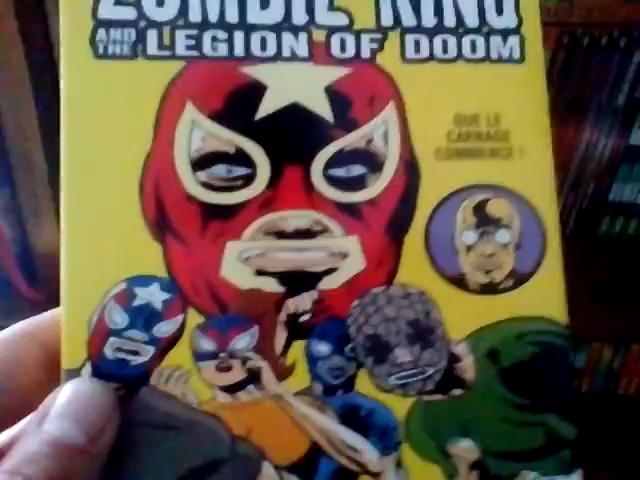 ZOMBIE KING
AND THE LEGION OF DOOM
QUE LE
CARNAGE
COMMENCE !